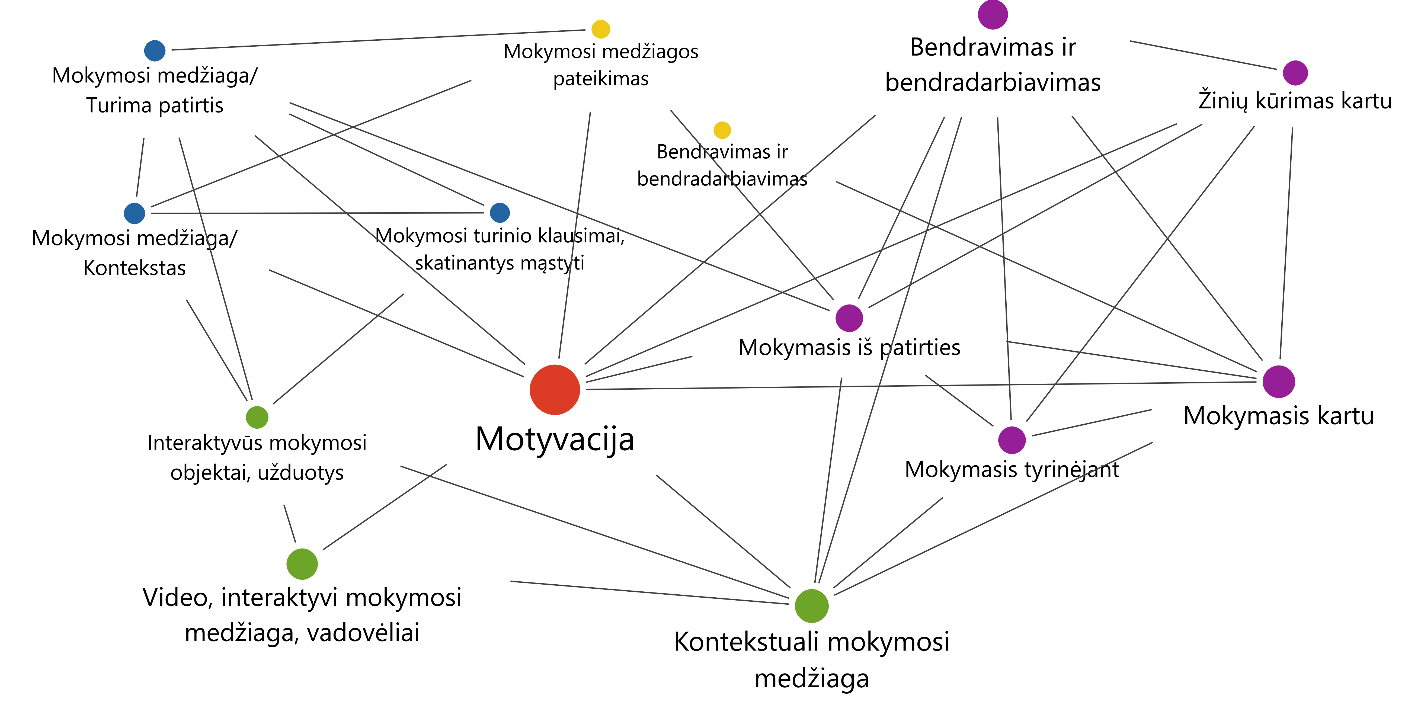 Mokymosi medžiaga/
Turima patirtis
Mokymosi medžiagos
pateikimas
Bendravimas ir
bendradarbiavimas
Žinių kūrimas kartu
Bendravimas ir
bendradarbiavimas
Mokymosi medžiaga/
Kontekstas
Mokymosi turinio klausimai,
skatinantys mąstyti
Mokymasis iš patirties
Mokymasis kartu
Interaktyvūs mokymosi
objektai, užduotys
Motyvacija
Mokymasis tyrinėjant
Video, interaktyvi mokymosi
medžiaga, vadovėliai
Kontekstuali mokymosi
medžiaga